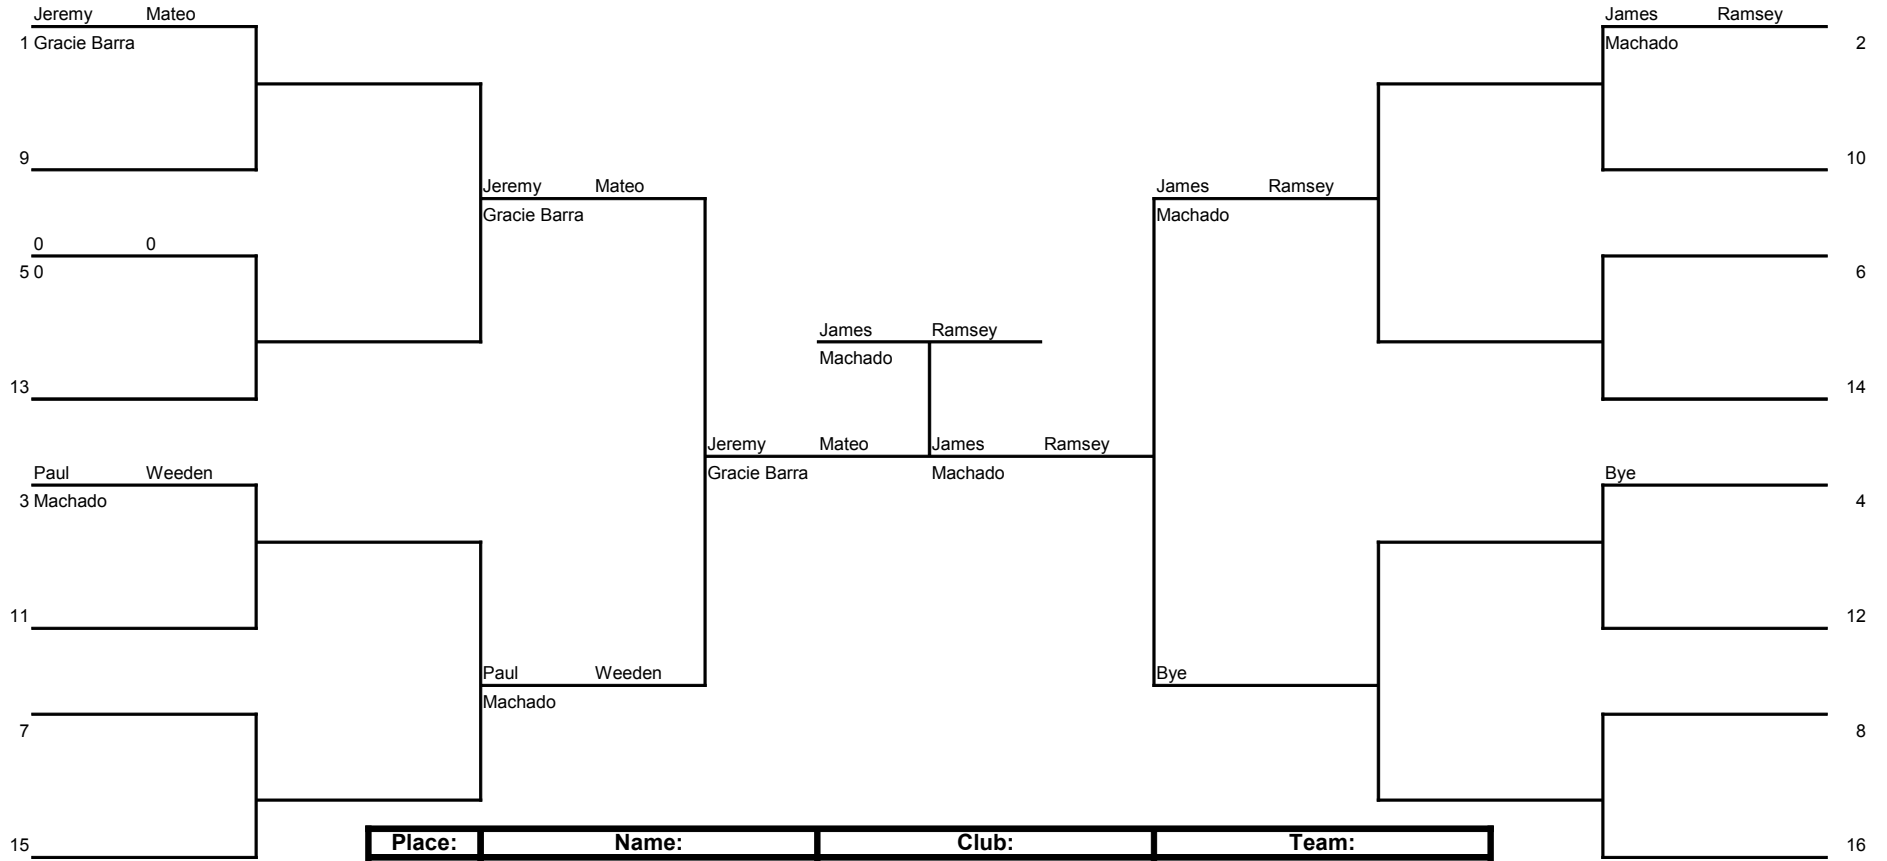 Jeremy Mateo James Ramsey
1 Gracie Barra Machado 2
9 10
Jeremy Mateo James Ramsey
Gracie Barra Machado
0 0
5 0 6
James Ramsey
Machado
13 14
Jeremy Mateo James Ramsey
Gracie Barra Machado
Paul Weeden Bye
3 Machado 4
11 12
Paul Weeden Bye
Machado
7 8
15 16
Place: Name: Club: Team: